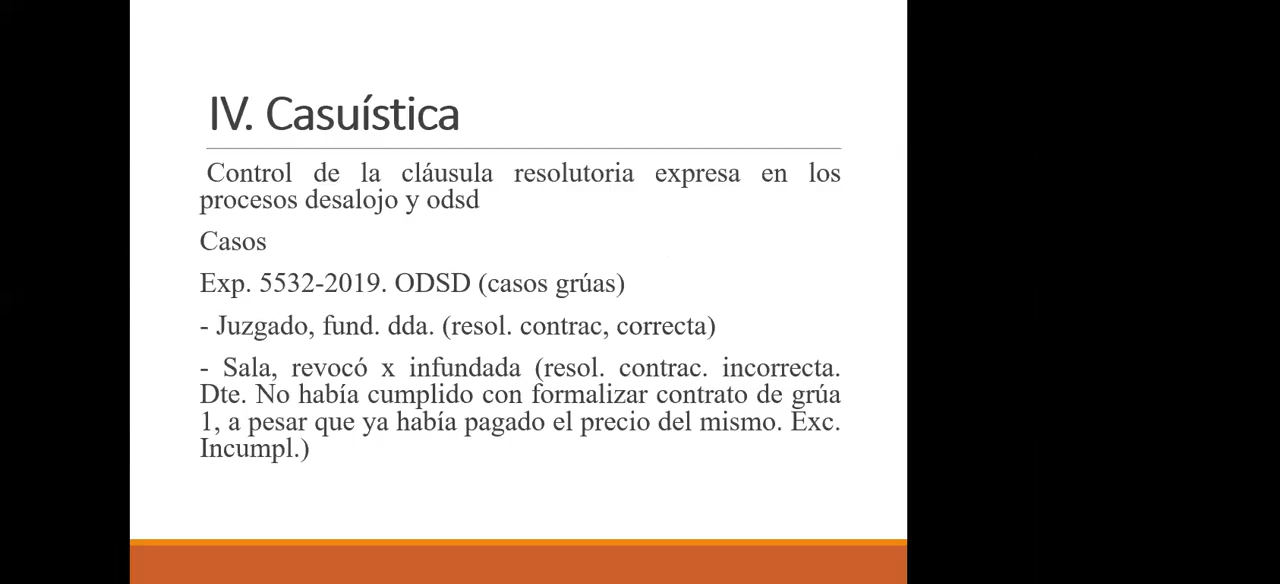 IV. Casuística
Control de la cláusula resolutoria expresa en los
procesos desalojo y odsd
Casos
Exp. 5532-2019. ODSD (casos grúas)
- Juzgado, fund. dda. (resol. contrac, correcta)
- Sala, revocó x infundada (resol. contrac. incorrecta.
Dte. No había cumplido con formalizar contrato de grúa
1, a pesar que ya había pagado el precio del mismo. Exc.
Incumpl.)